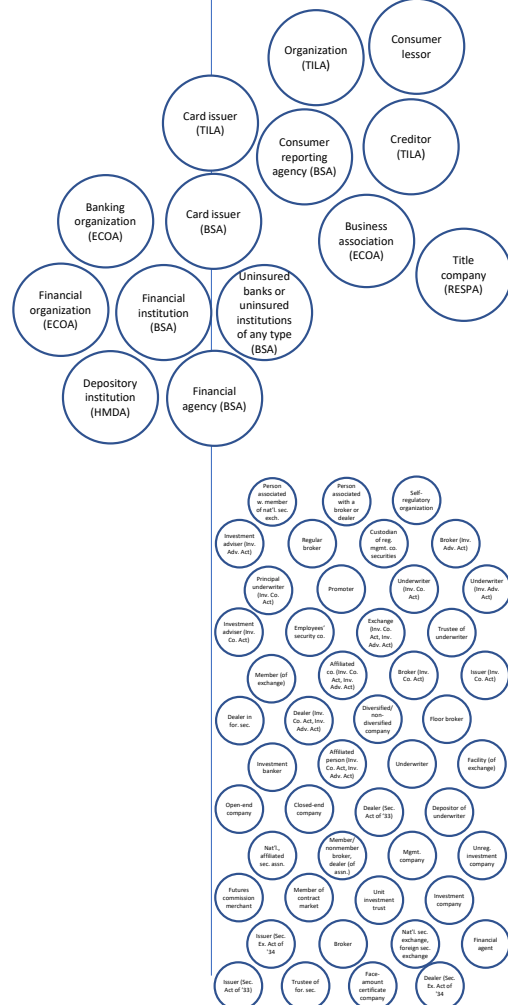 Organization
(TILA)
Consumer
lessor
Card issuer
(TILA)
Consumer
reporting
agency (BSA)
Creditor
(TILA)
Banking
organization
(ECOA)
Card issuer
(BSA)
Business
association
(ECOA)
Title
company
(RESPA)
Financial
organization
(ECOA)
Financial
institution
(BSA)
Uninsured
banks or
uninsured
institutions
of any type
(BSA)
Depository
institution
(HMDA)
Financial
agency (BSA)
Person
associated
w. member
of nat'l. sec.
exch.
Person
associated
with a
broker or
dealer
Self-
regulatory
organization
Investment
adviser (Inv.
Adv. Act)
Regular
broker
Custodian
of reg.
mgmt. co.
securities
Broker (Inv.
Adv. Act)
Principal
underwriter
(Inv. Co.
Act)
Promoter
Underwriter
(Inv. Co.
Act)
Underwriter
(Inv. Adv.
Act)
Investment
adviser (Inv.
Co. Act)
Employees'
security co.
Exchange
(Inv. Co.
Act, Inv.
Adv. Act)
Trustee of
underwriter
Member (of
exchange)
Affiliated
co. (Inv. Co.
Act, Inv.
Adv. Act)
Broker (Inv.
Co. Act)
Issuer (Inv.
Co. Act)
Dealer in
for. sec.
Dealer (Inv.
Co. Act, Inv.
Adv. Act)
Diversified/
non-
diversified
company
Floor broker
Investment
banker
Affiliated
person (Inv.
Co. Act, Inv.
Adv. Act)
Underwriter
Facility (of
exchange)
Open-end
company
Closed-end
company
Dealer (Sec.
Act of '33)
Depositor of
underwriter
Nat'l.,
affiliated
sec. assn.
Member/
nonmember
broker,
dealer (of
assn.)
Mgmt.
company
Unreg.
investment
company
Futures
commission
merchant
Member of
contract
market
Unit
investment
trust
Investment
company
Issuer (Sec.
Ex. Act of
'34
Broker
Nat'l. sec.
exchange,
foreign sec.
exchange
Financial
agent
Issuer (Sec.
Act of '33)
Trustee of
for. sec.
Face-
amount
certificate
company
Dealer (Sec.
Ex. Act of
'34